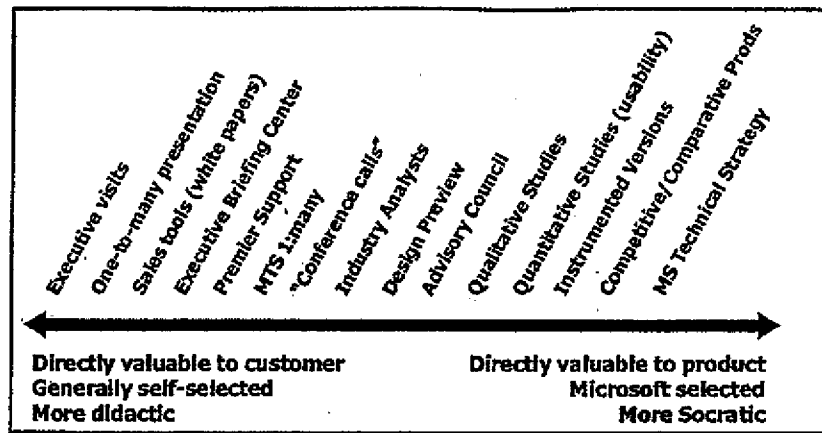 Executive visits
One-to-many presentation
Sales tools (white papers)
Executive Briefing Center
Premier Support
MTS 1:many
"Conference calls"
Industry Analysts
Design Preview
Advisory Council
Qualitative Studies
Quantitative Studies (usability)
Instrumented Versions
Competitive/Comparative Prods
MS Technical Strategy
Directly valuable to customer
Generally self-selected
More didactic
Directly valuable to product
Microsoft selected
More Socratic